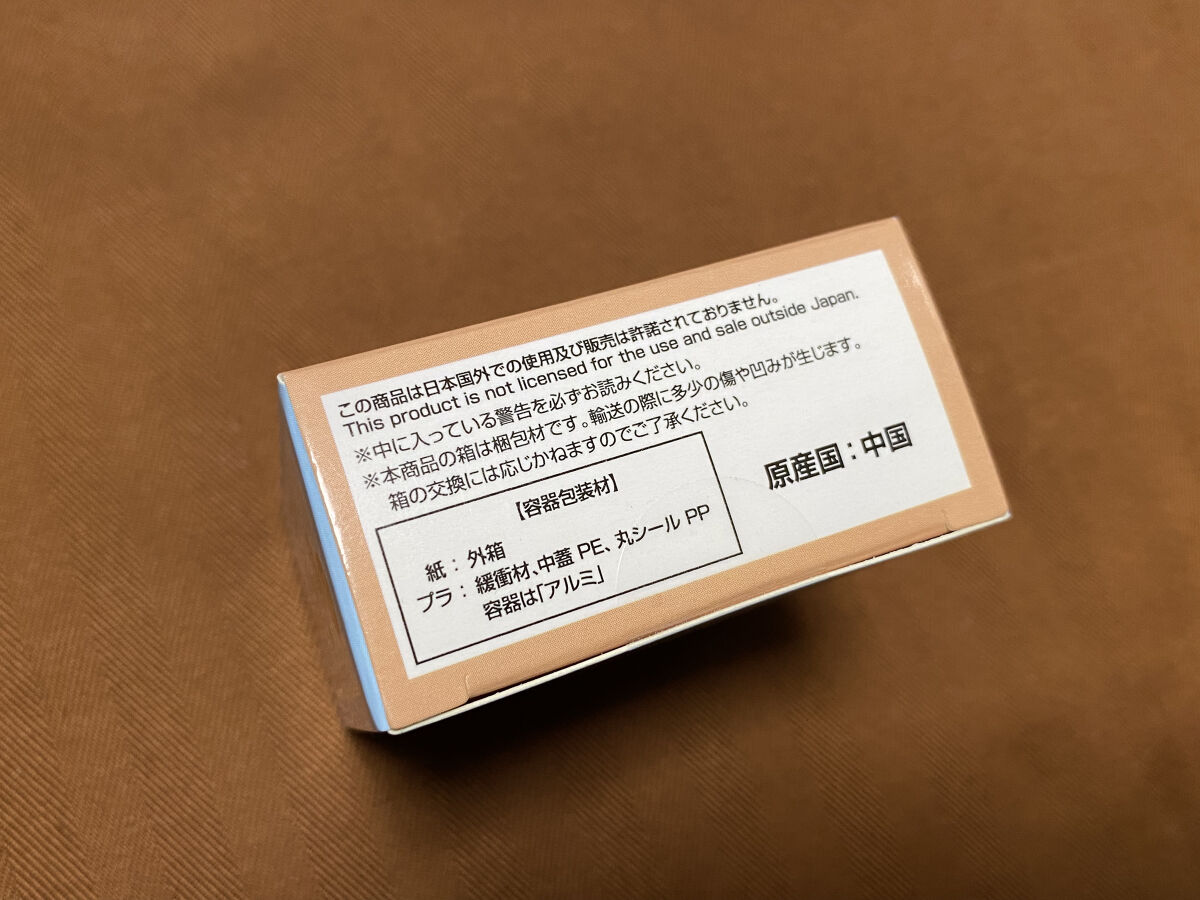 この商品は日本国外での使用及び販売は許諾されておりません。
This product is not licensed for the use and sale outside Japan.
※中に入っている警告を必ずお読みください。
※本商品の箱は梱包材です。輸送の際に多少の傷や凹みが生じます。
箱の交換には応じかねますのでご了承ください。
【容器包装材】
紙：外箱
プラ：緩衝材、中蓋 PE、丸シール PP
容器は「アルミ」
原産国：中国